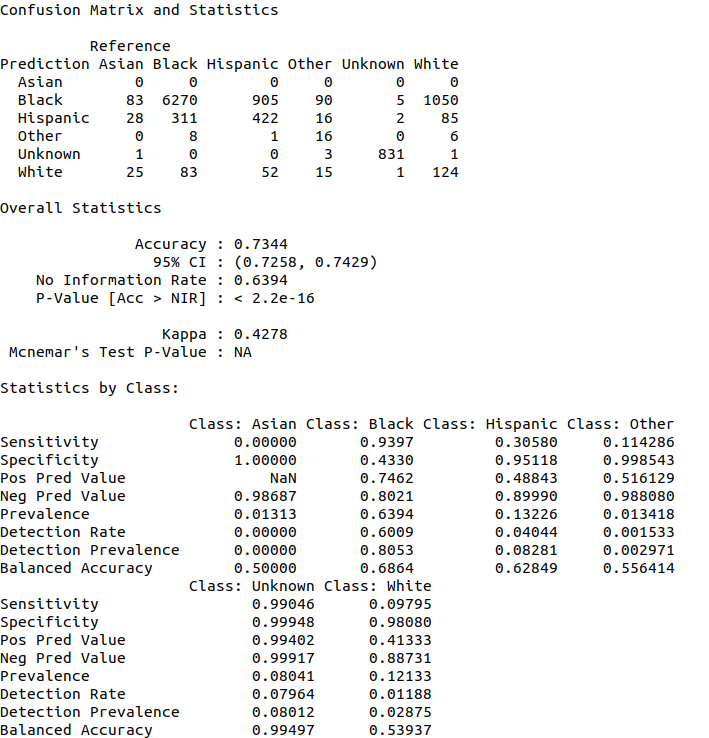 Confusion Matrix and Statistics

          Reference
Prediction Asian Black Hispanic Other Unknown White
  Asian        0     0        0     0       0     0
  Black       83  6270      905    90       5  1050
  Hispanic    28   311      422    16       2    85
  Other        0     8        1    16       0     6
  Unknown      1     0        0     3     831     1
  White       25    83       52    15       1   124

Overall Statistics

               Accuracy : 0.7344
                 95% CI : (0.7258, 0.7429)
    No Information Rate : 0.6394
    P-Value [Acc > NIR] : < 2.2e-16

                  Kappa : 0.4278
 Mcnemar's Test P-Value : NA

Statistics by Class:

                     Class: Asian Class: Black Class: Hispanic Class: Other
Sensitivity               0.00000       0.9397         0.30580     0.114286
Specificity               1.00000       0.4330         0.95118     0.998543
Pos Pred Value                NaN       0.7462         0.48843     0.516129
Neg Pred Value            0.98687       0.8021         0.89990     0.988080
Prevalence                0.01313       0.6394         0.13226     0.013418
Detection Rate            0.00000       0.6009         0.04044     0.001533
Detection Prevalence      0.00000       0.8053         0.08281     0.002971
Balanced Accuracy         0.50000       0.6864         0.62849     0.556414
                     Class: Unknown Class: White
Sensitivity                 0.99046      0.09795
Specificity                 0.99948      0.98080
Pos Pred Value              0.99402      0.41333
Neg Pred Value              0.99917      0.88731
Prevalence                  0.08041      0.12133
Detection Rate              0.07964      0.01188
Detection Prevalence        0.08012      0.02875
Balanced Accuracy           0.99497      0.53937